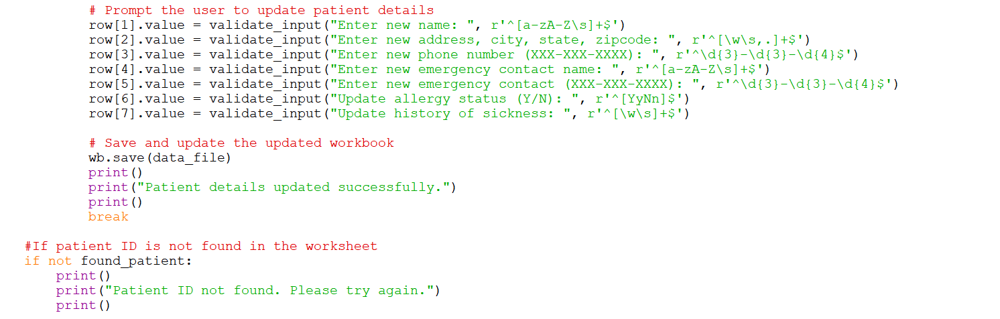 # Prompt the user to update patient details
row[1].value = validate_input("Enter new name: ", r'^[a-zA-Z\s]+$')
row[2].value = validate_input("Enter new address, city, state, zipcode: ", r'^[\w\s,.]+$')
row[3].value = validate_input("Enter new phone number (XXX-XXX-XXXX): ", r'^\d{3}-\d{3}-\d{4}$')
row[4].value = validate_input("Enter new emergency contact name: ", r'^[a-zA-Z\s]+$')
row[5].value = validate_input("Enter new emergency contact (XXX-XXX-XXXX): ", r'^\d{3}-\d{3}-\d{4}$')
row[6].value = validate_input("Update allergy status (Y/N): ", r'^[YyNn]$')
row[7].value = validate_input("Update history of sickness: ", r'^[\w\s]+$')
# Save and update the updated workbook
wb.save(data_file)
print()
print("Patient details updated successfully.")
print()
break
#If patient ID is not found in the worksheet
if not found_patient:
print()
print("Patient ID not found. Please try again.")
print()